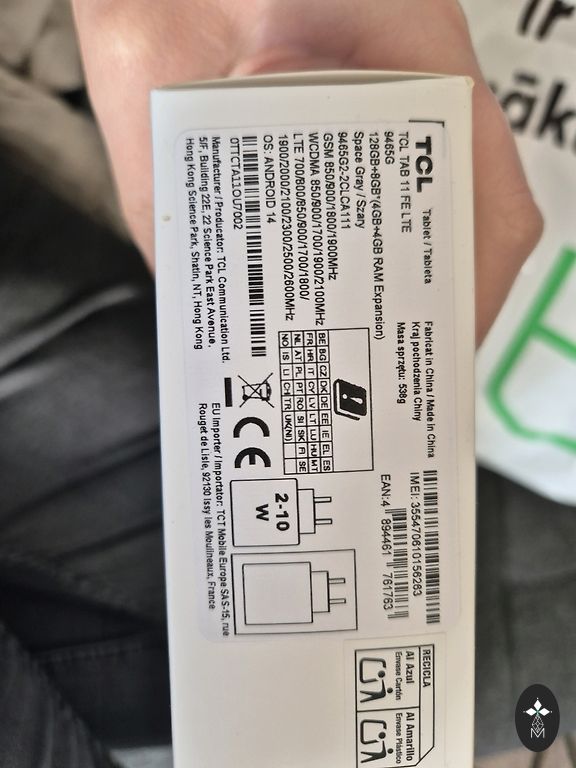 TCL
Tablet / Tableta
TCL TAB 11 FE LTE
9465G
128GB+8GB*(4GB+4GB RAM Expansion)
Space Gray / Szary
9465G2-2CLCA111
GSM 850/900/1800/1900MHz
WCDMA 850/900/1700/1900/2100MHz
LTE 700/800/850/900/1700/1800/
1900/2000/2100/2300/2500/2600MHz
OS: ANDROID 14
0TTCTA11OU7002
Manufacturer / Producator: TCL Communication Ltd.
5/F, Building 22E, 22 Science Park East Avenue,
Hong Kong Science Park, Shatin, NT, Hong Kong
Fabricat in China / Made in China
Kraj pochodzenia Chiny
Masa sprzętu: 538g
BE BG CZ DK DE EE IE EL ES
FR HR IT CY LV LT LU HU MT
NL AT PL PT RO SI SK FI SE
NO IS LI CH TR UK(NI)
CE
EU Importer / Importator: TCT Mobile Europe SAS-15, rue
Rouget de Lisle, 92130 Issy les Moulineaux, France
IMEI: 355470610156263
EAN:4 894461 761763
2-10
W
RECICLA
Al Azul
Envase Cartón
Al Amarillo
Envase Plástico